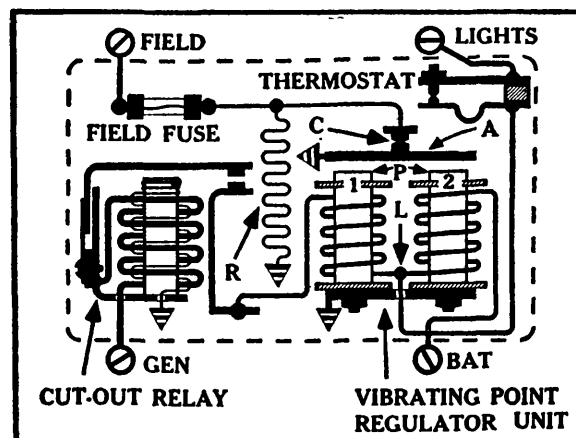 FIELD
LIGHTS
THERMOSTAT
FIELD FUSE
C
A
1
P
2
L
R
GEN
BAT
CUT-OUT RELAY
VIBRATING POINT
REGULATOR UNIT